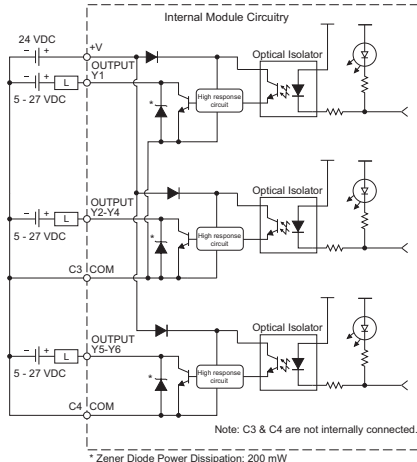 Internal Module Circuitry
24 VDC
− +
+V
OUTPUT
Y1
Optical Isolator
− + L
5 - 27 VDC
*
High response
circuit
OUTPUT
Y2-Y4
Optical Isolator
− + L
5 - 27 VDC
*
High response
circuit
C3 COM
OUTPUT
Y5-Y6
Optical Isolator
− + L
5 - 27 VDC
*
High response
circuit
C4 COM
Note: C3 & C4 are not internally connected.
* Zener Diode Power Dissipation: 200 mW